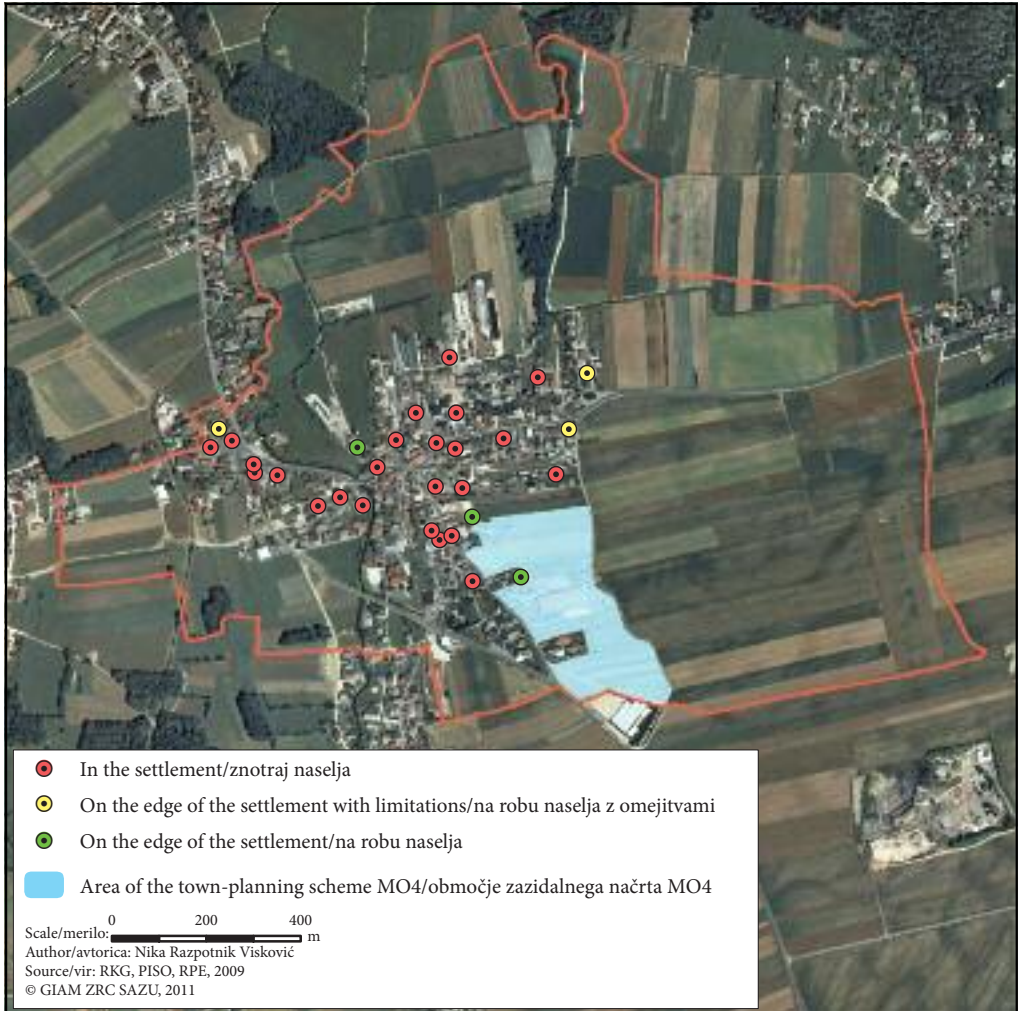 In the settlement/znotraj naselja
On the edge of the settlement with limitations/na robu naselja z omejitvami
On the edge of the settlement/na robu naselja
Area of the town-planning scheme MO4/območje zazidalnega načrta MO4
0 200 400
Scale/merilo: m
Author/avtorica: Nika Razpotnik Visković
Source/vir: RKG, PISO, RPE, 2009
© GIAM ZRC SAZU, 2011